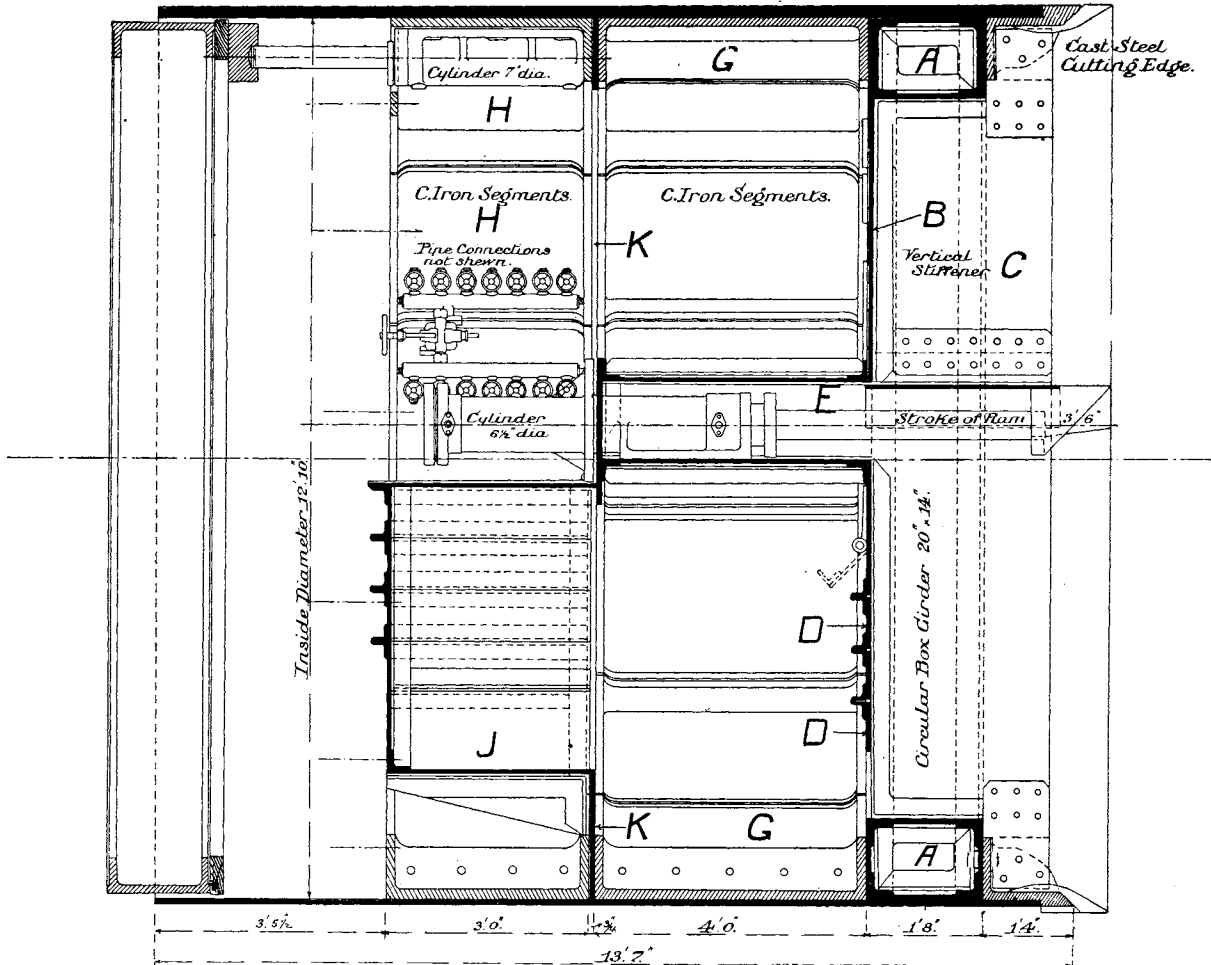 Cylinder 7" dia.
G
A
Cast Steel
Cutting Edge.
H
C. Iron Segments.
C. Iron Segments.
H
B
K
Pipe Connections
not shewn.
Vertical
Stiffener
C
E
Cylinder
6½" dia
Stroke of Ram
3' 6"
Inside Diameter 12' 10"
Circular Box Girder 20" x 14"
D
D
J
K
G
A
3' 5½"
3' 0"
4' 0"
1' 8"
1' 4"
13' 7"